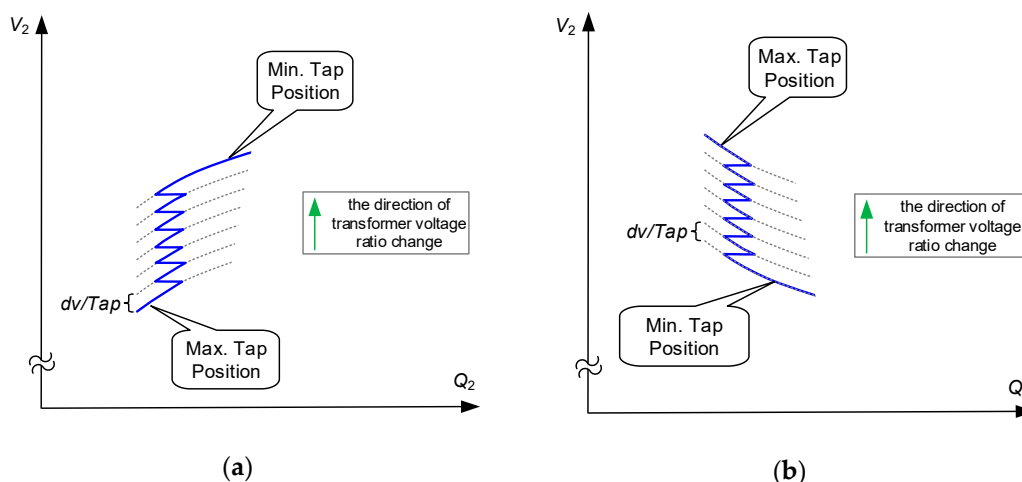 V₂
Min. Tap
Position
the direction of
transformer voltage
ratio change
dv/Tap
Max. Tap
Position
Q₂
(a)
V₂
Max. Tap
Position
the direction of
transformer voltage
ratio change
dv/Tap
Min. Tap
Position
Q
(b)